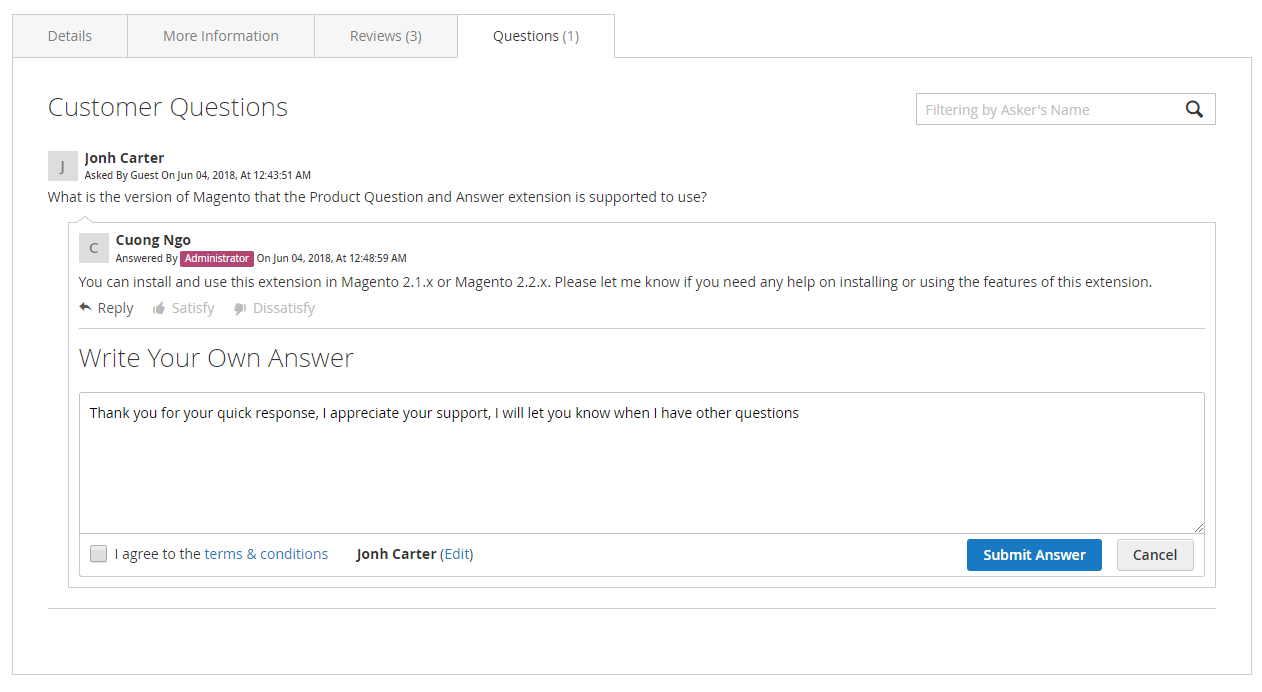 Details More Information Reviews (3) Questions (1)
Customer Questions
Filtering by Asker's Name
J
Jonh Carter
Asked By Guest On Jun 04, 2018, At 12:43:51 AM
What is the version of Magento that the Product Question and Answer extension is supported to use?
C
Cuong Ngo
Answered By Administrator On Jun 04, 2018, At 12:48:59 AM
You can install and use this extension in Magento 2.1.x or Magento 2.2.x. Please let me know if you need any help on installing or using the features of this extension.
Reply Satisfy Dissatisfy
Write Your Own Answer
Thank you for your quick response, I appreciate your support, I will let you know when I have other questions
I agree to the terms & conditions Jonh Carter (Edit) Submit Answer Cancel